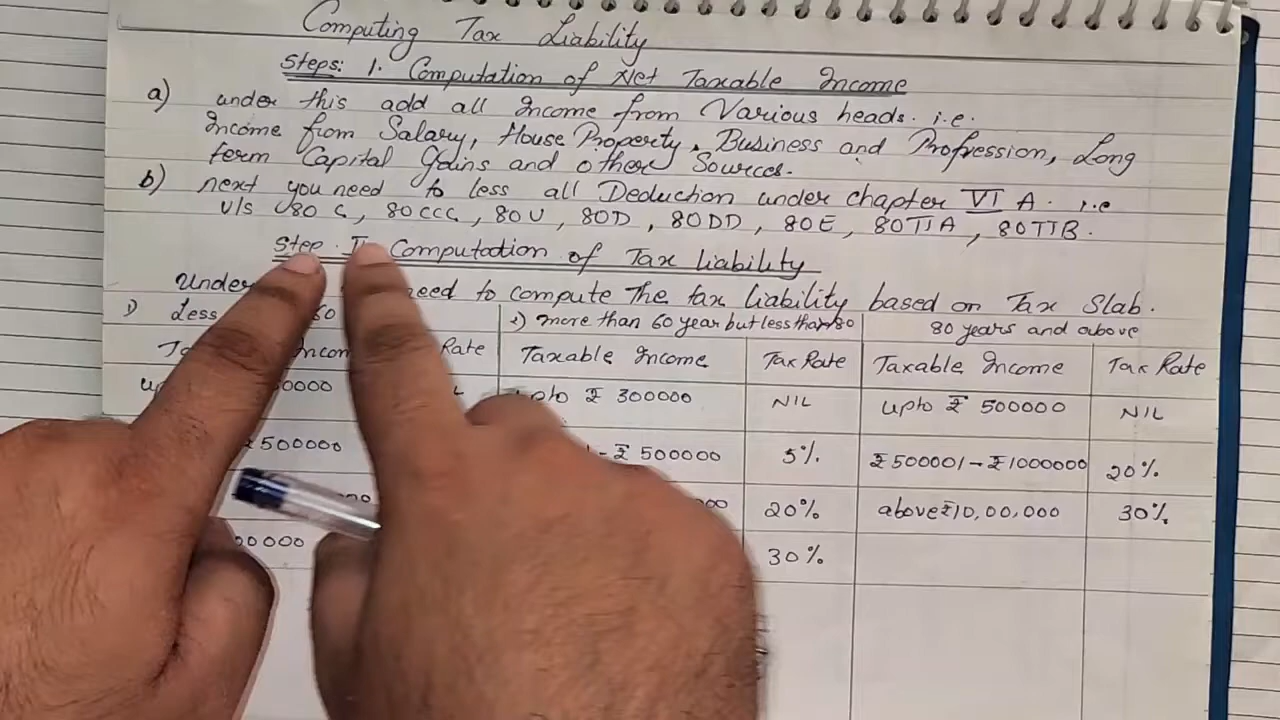 Computing Tax Liability
Steps: 1. Computation of Net Taxable Income
a) under this add all Income from Various heads. i.e.
Income from Salary, House Property, Business and Profession, Long
term Capital Gains and other Sources.
b) next you need to less all Deduction under chapter VI A. i.e
U/s 80 C, 80CCC, 80U, 80D, 80DD, 80E, 80TTA, 80TTB.
Step. II Computation of Tax liability
Under need to compute The tax liability based on Tax Slab.
1) Less 60 2) more than 60 year but less than 80 80 years and above
Rate Taxable Income Tax Rate Taxable Income Tax Rate
upto ₹ 300000 NIL upto ₹ 500000 NIL
₹500000 - ₹ 500000 5% ₹500001-₹1000000 20%
20% above ₹10,00,000 30%
30%